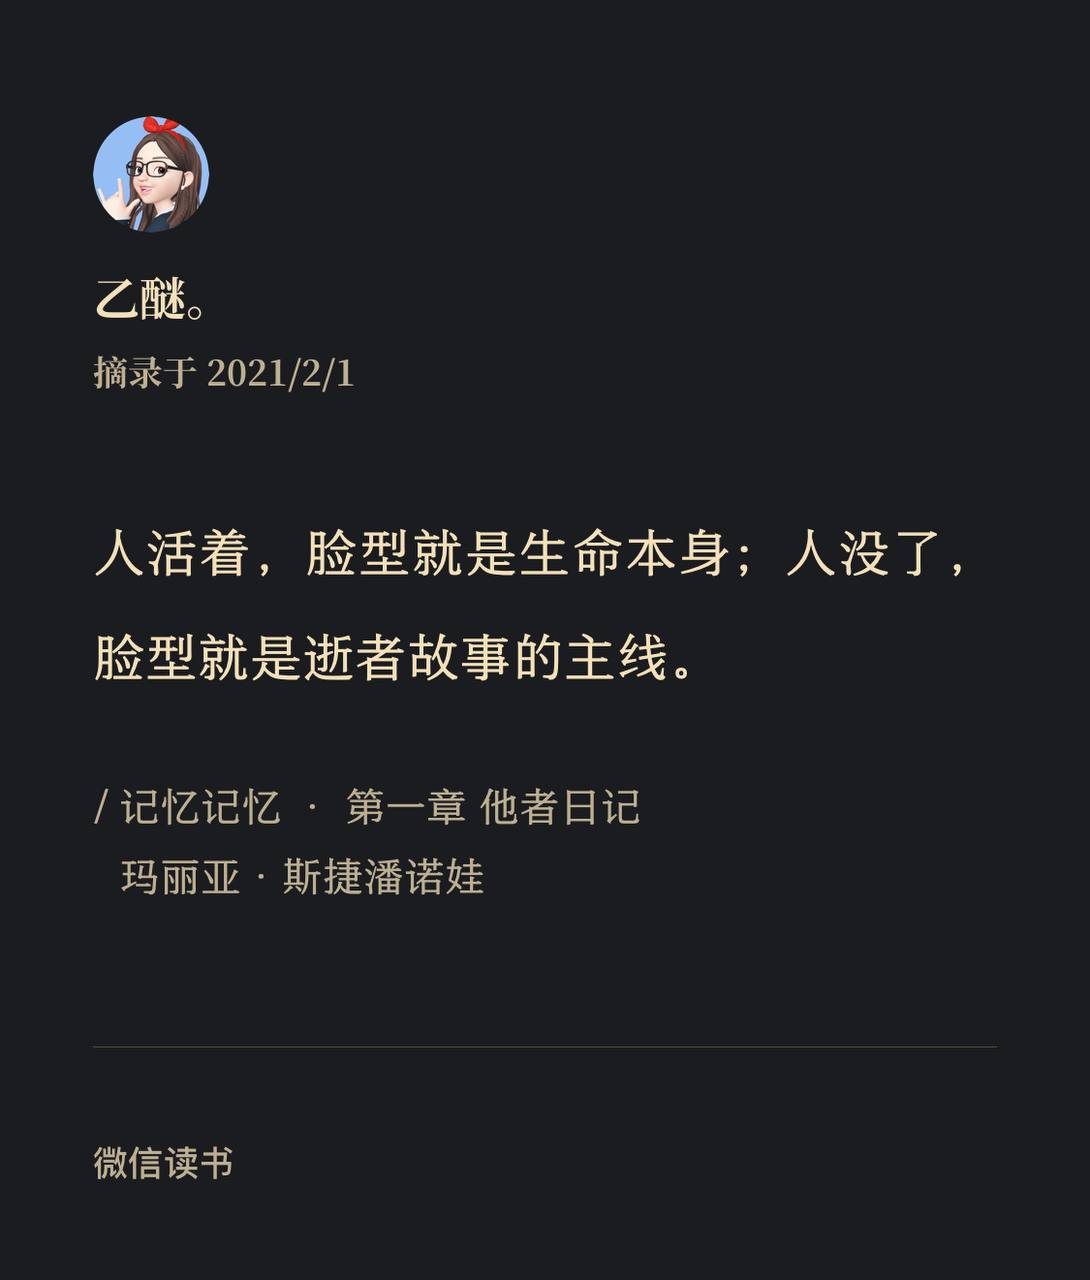 乙醚。
摘录于 2021/2/1
人活着，脸型就是生命本身；人没了，
脸型就是逝者故事的主线。
/ 记忆记忆 · 第一章 他者日记
玛丽亚 · 斯捷潘诺娃
微信读书